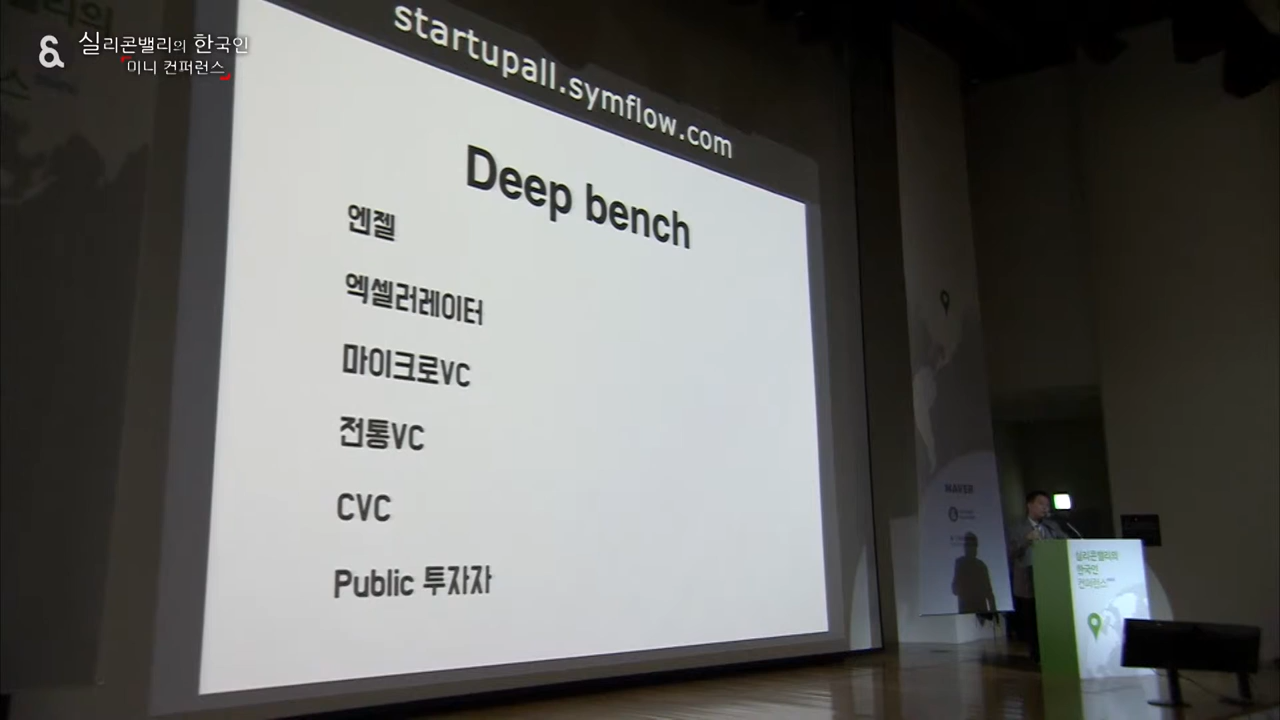 실리콘밸리의 한국인
미니 컨퍼런스
startupall.symflow.com
Deep bench
엔젤
엑셀러레이터
마이크로VC
전통VC
CVC
Public 투자자
NAVER
실리콘밸리의
한국인
컨퍼런스